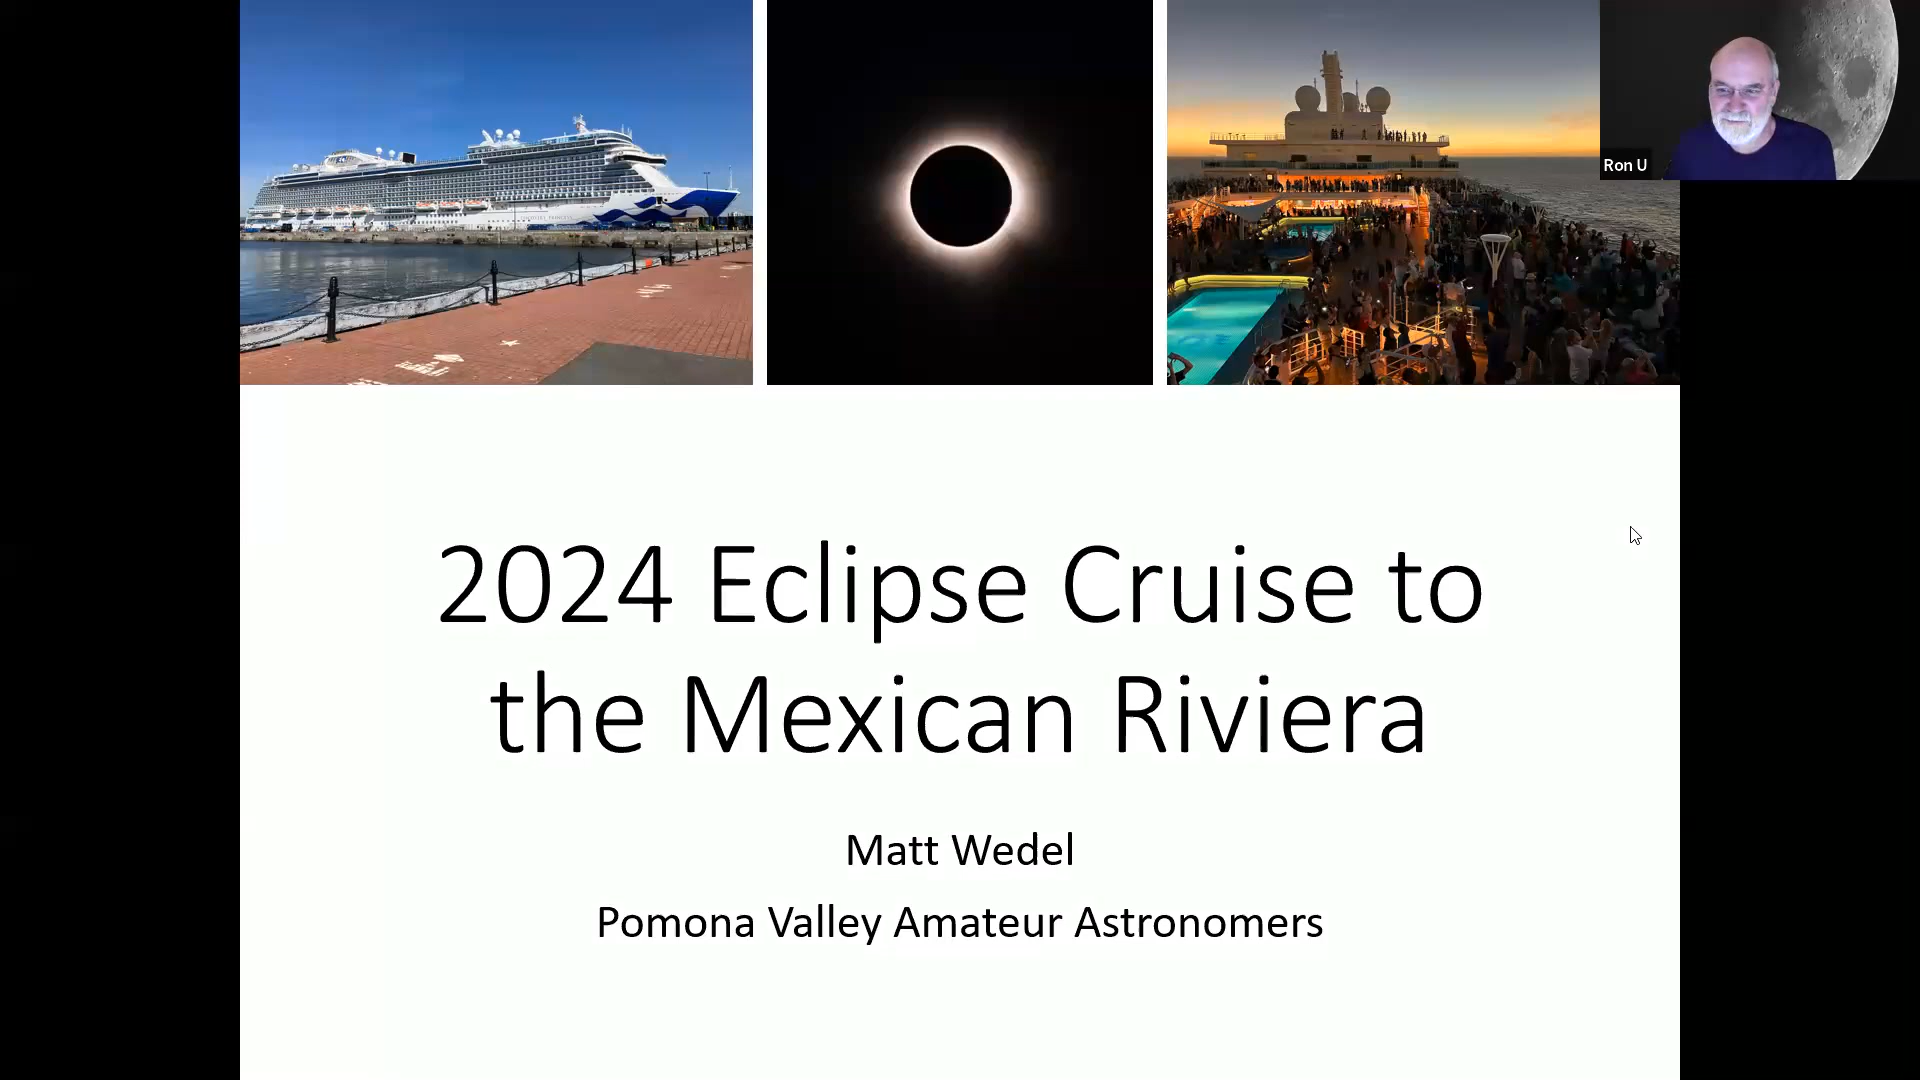 Ron U
2024 Eclipse Cruise to
the Mexican Riviera
Matt Wedel
Pomona Valley Amateur Astronomers